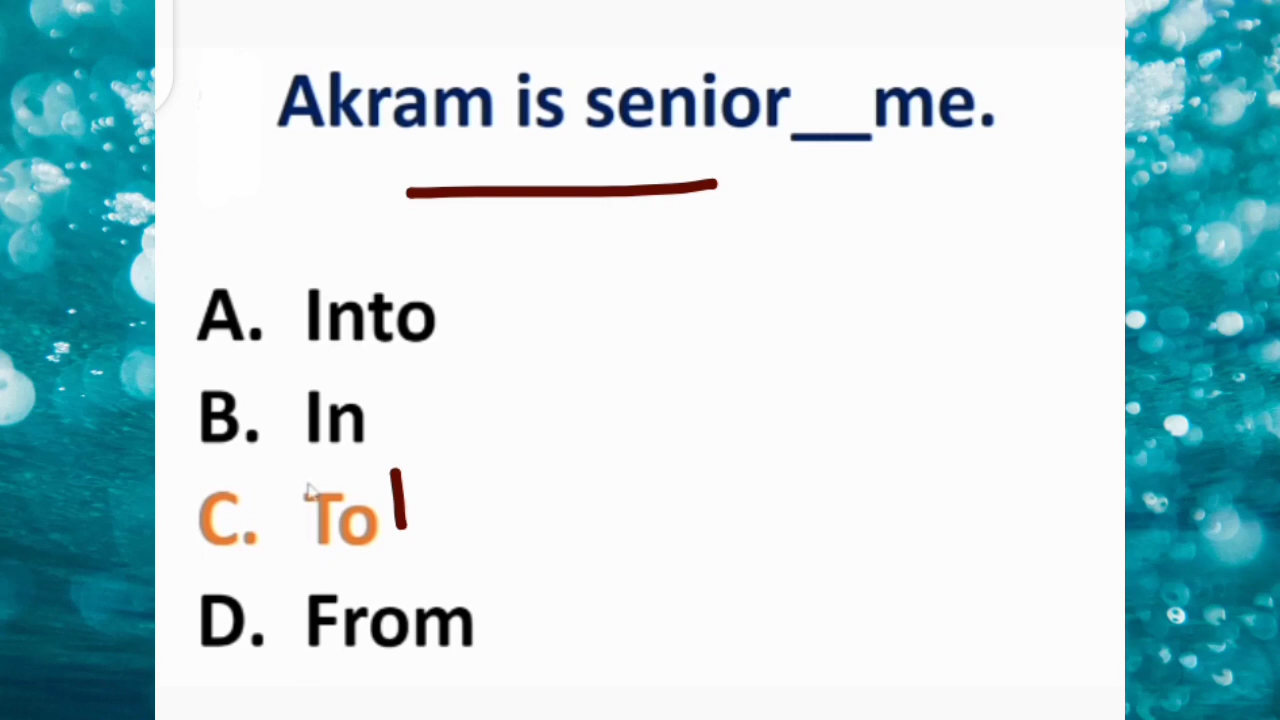 Akram is senior__me.
A. Into
B. In
C. To
D. From